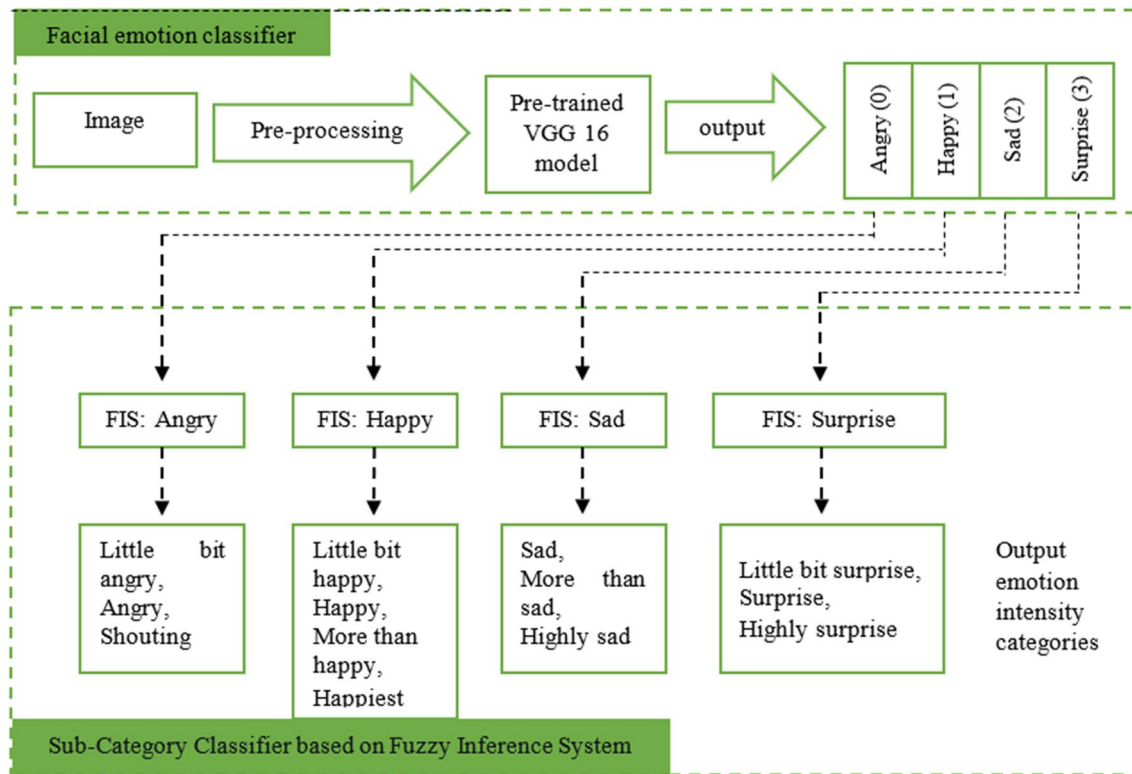 Facial emotion classifier
Image
Pre-processing
Pre-trained
VGG 16
model
output
Angry (0)
Happy (1)
Sad (2)
Surprise (3)
FIS: Angry
FIS: Happy
FIS: Sad
FIS: Surprise
Little bit
angry,
Angry,
Shouting
Little bit
happy,
Happy,
More than
happy,
Happiest
Sad,
More than
sad,
Highly sad
Little bit surprise,
Surprise,
Highly surprise
Output
emotion
intensity
categories
Sub-Category Classifier based on Fuzzy Inference System